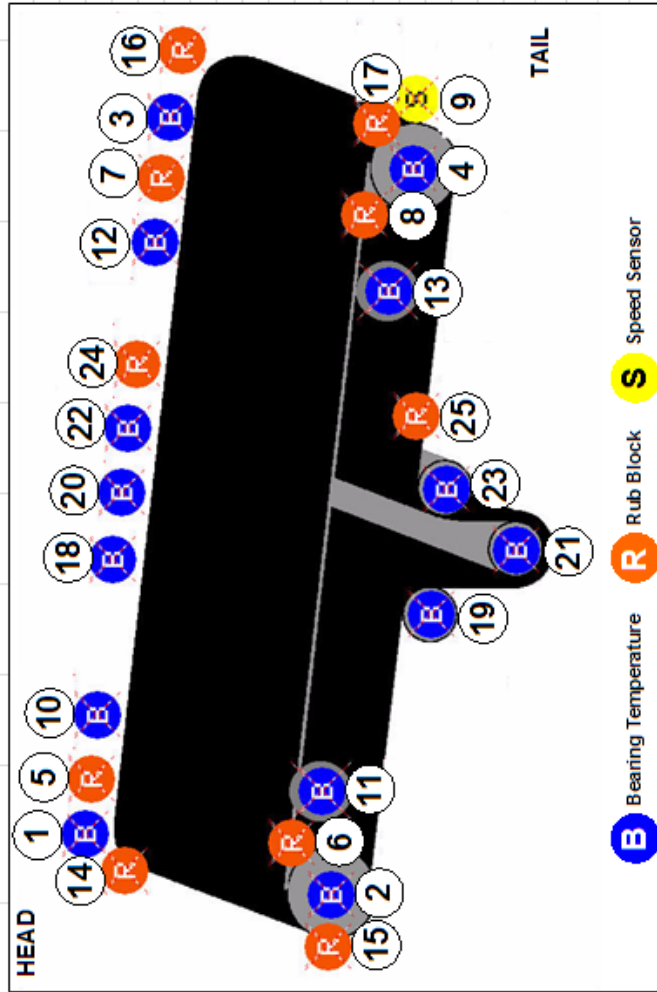 HEAD
14 1 5 10 18 20 22 24 12 7 3 16
R B R B B B B R B R B R
17
R B R B B B B R B R B R S
15 2 6 11 19 21 23 25 13 8 4 9
TAIL
B Bearing Temperature R Rub Block S Speed Sensor